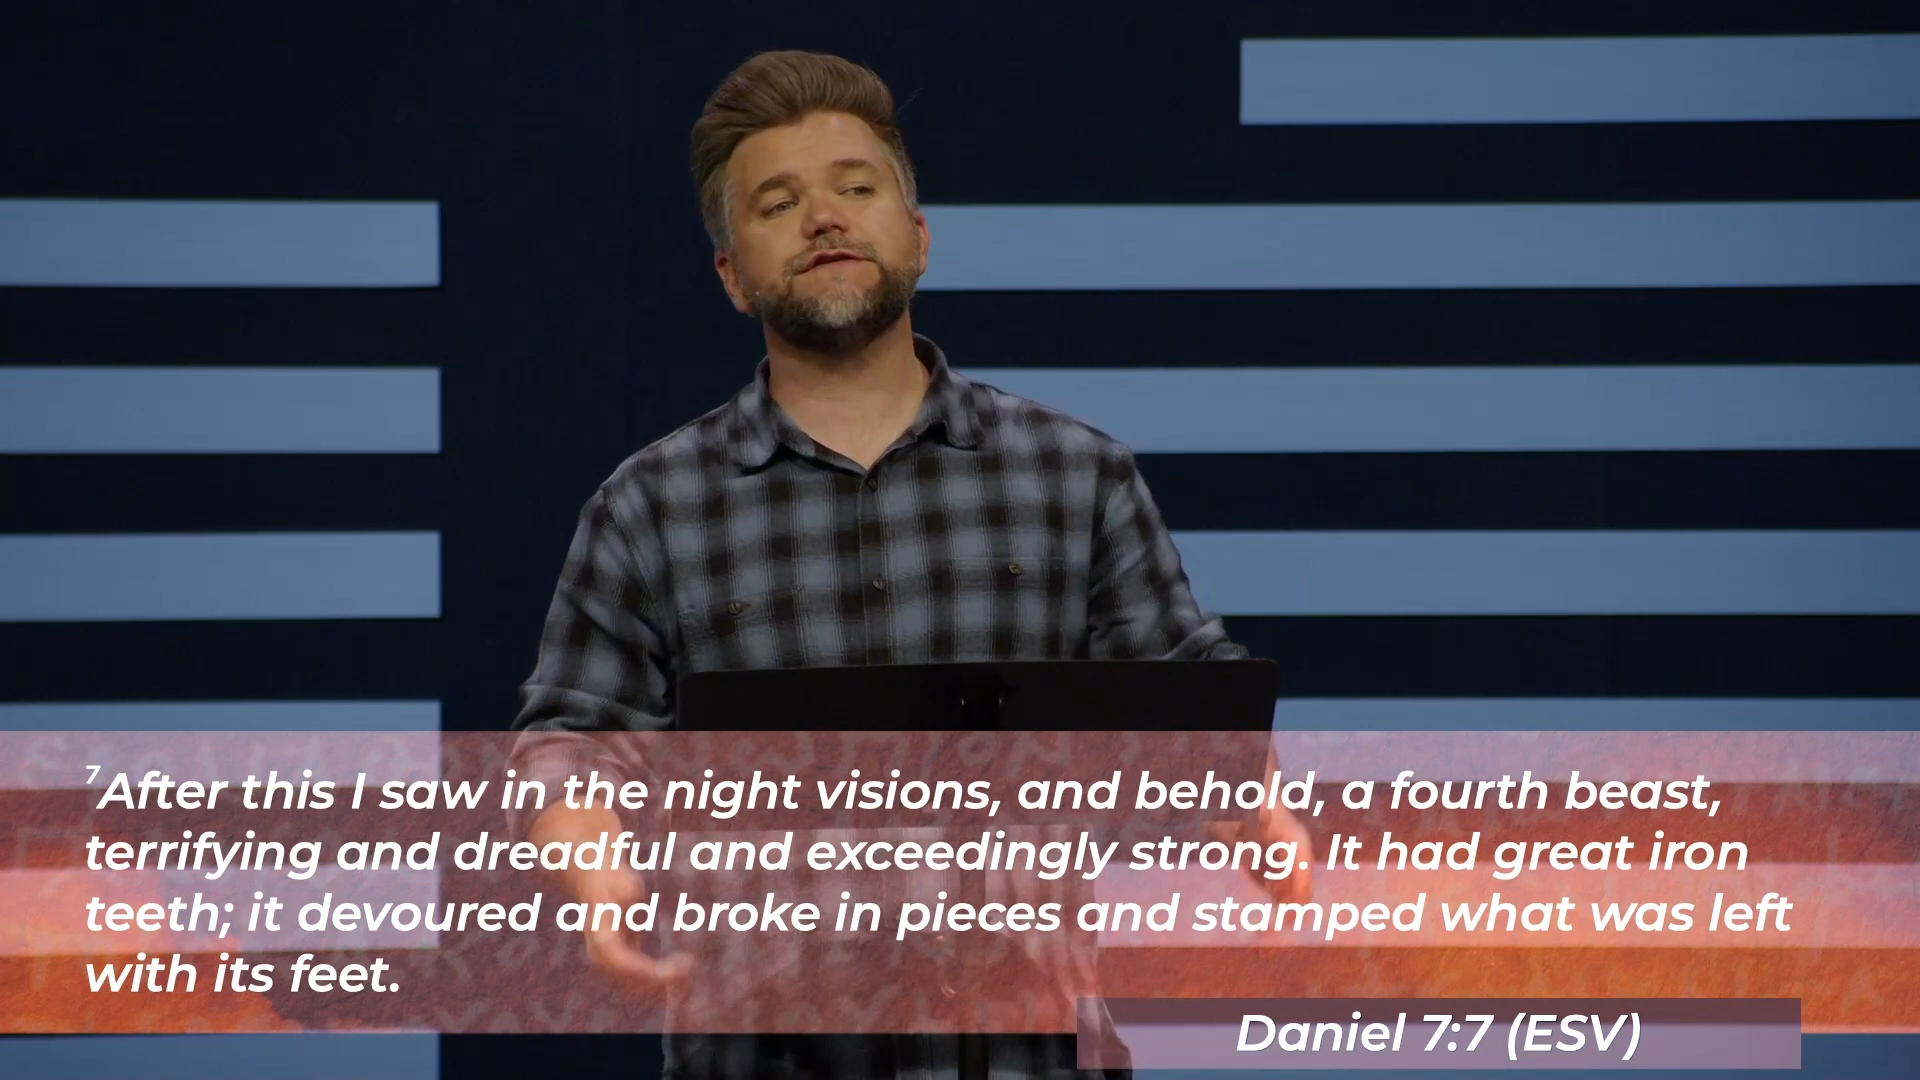 ⁷After this I saw in the night visions, and behold, a fourth beast,
terrifying and dreadful and exceedingly strong. It had great iron
teeth; it devoured and broke in pieces and stamped what was left
with its feet.
Daniel 7:7 (ESV)